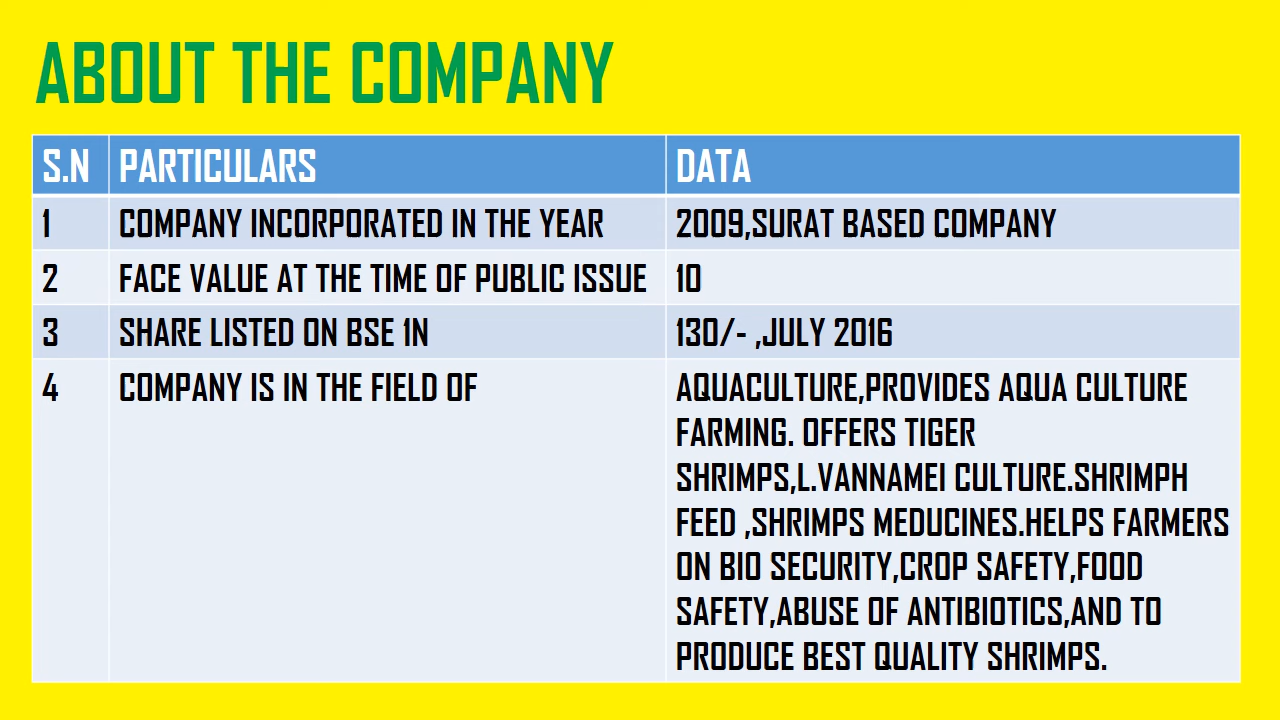 ABOUT THE COMPANY
S.N PARTICULARS DATA
1 COMPANY INCORPORATED IN THE YEAR 2009,SURAT BASED COMPANY
2 FACE VALUE AT THE TIME OF PUBLIC ISSUE 10
3 SHARE LISTED ON BSE 1N 130/- ,JULY 2016
4 COMPANY IS IN THE FIELD OF AQUACULTURE,PROVIDES AQUA CULTURE
FARMING. OFFERS TIGER
SHRIMPS,L.VANNAMEI CULTURE.SHRIMPH
FEED ,SHRIMPS MEDUCINES.HELPS FARMERS
ON BIO SECURITY,CROP SAFETY,FOOD
SAFETY,ABUSE OF ANTIBIOTICS,AND TO
PRODUCE BEST QUALITY SHRIMPS.